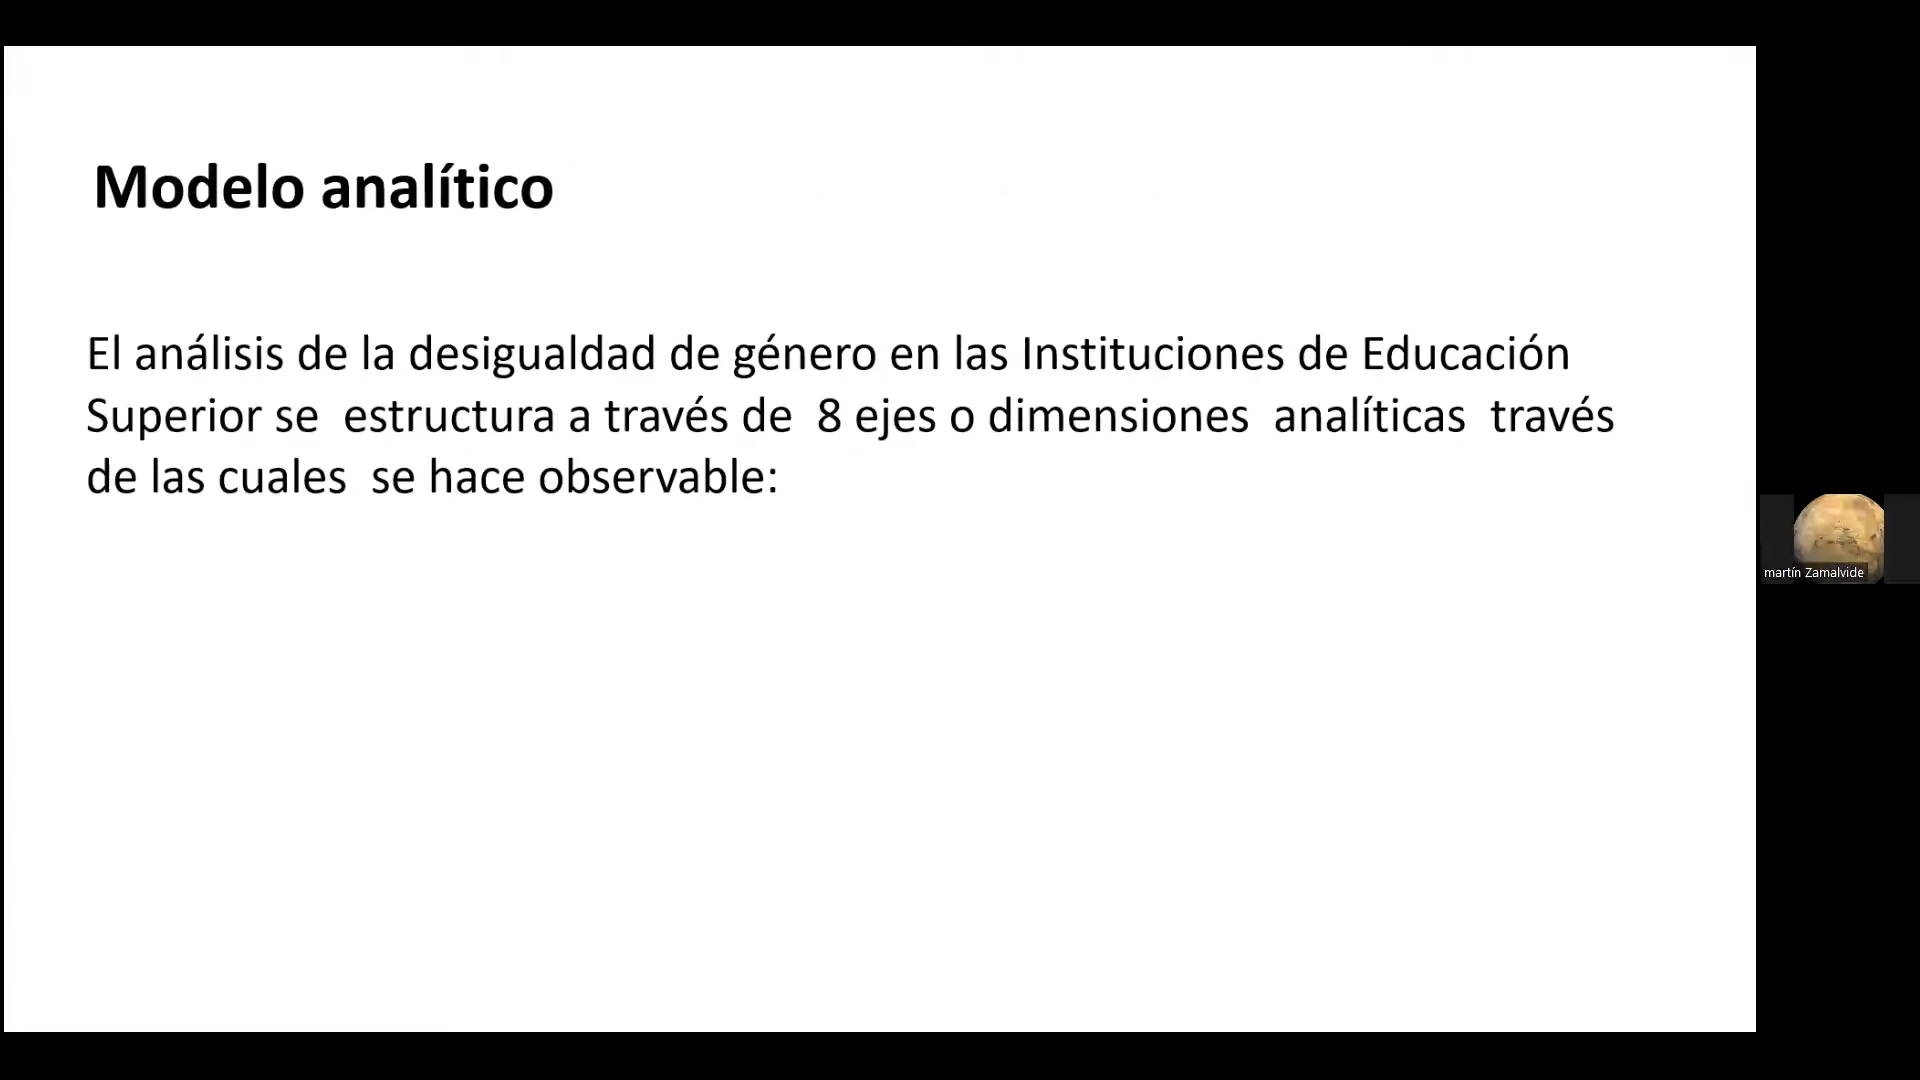 Modelo analítico
El análisis de la desigualdad de género en las Instituciones de Educación
Superior se  estructura a través de  8 ejes o dimensiones  analíticas  través
de las cuales  se hace observable:
martín Zamalvide